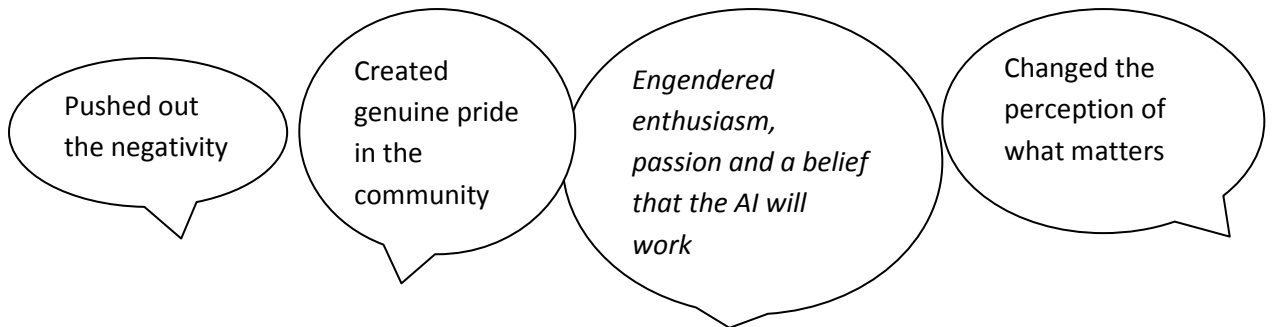 Pushed out
the negativity
Created
genuine pride
in the
community
Engendered
enthusiasm,
passion and a belief
that the AI will
work
Changed the
perception of
what matters